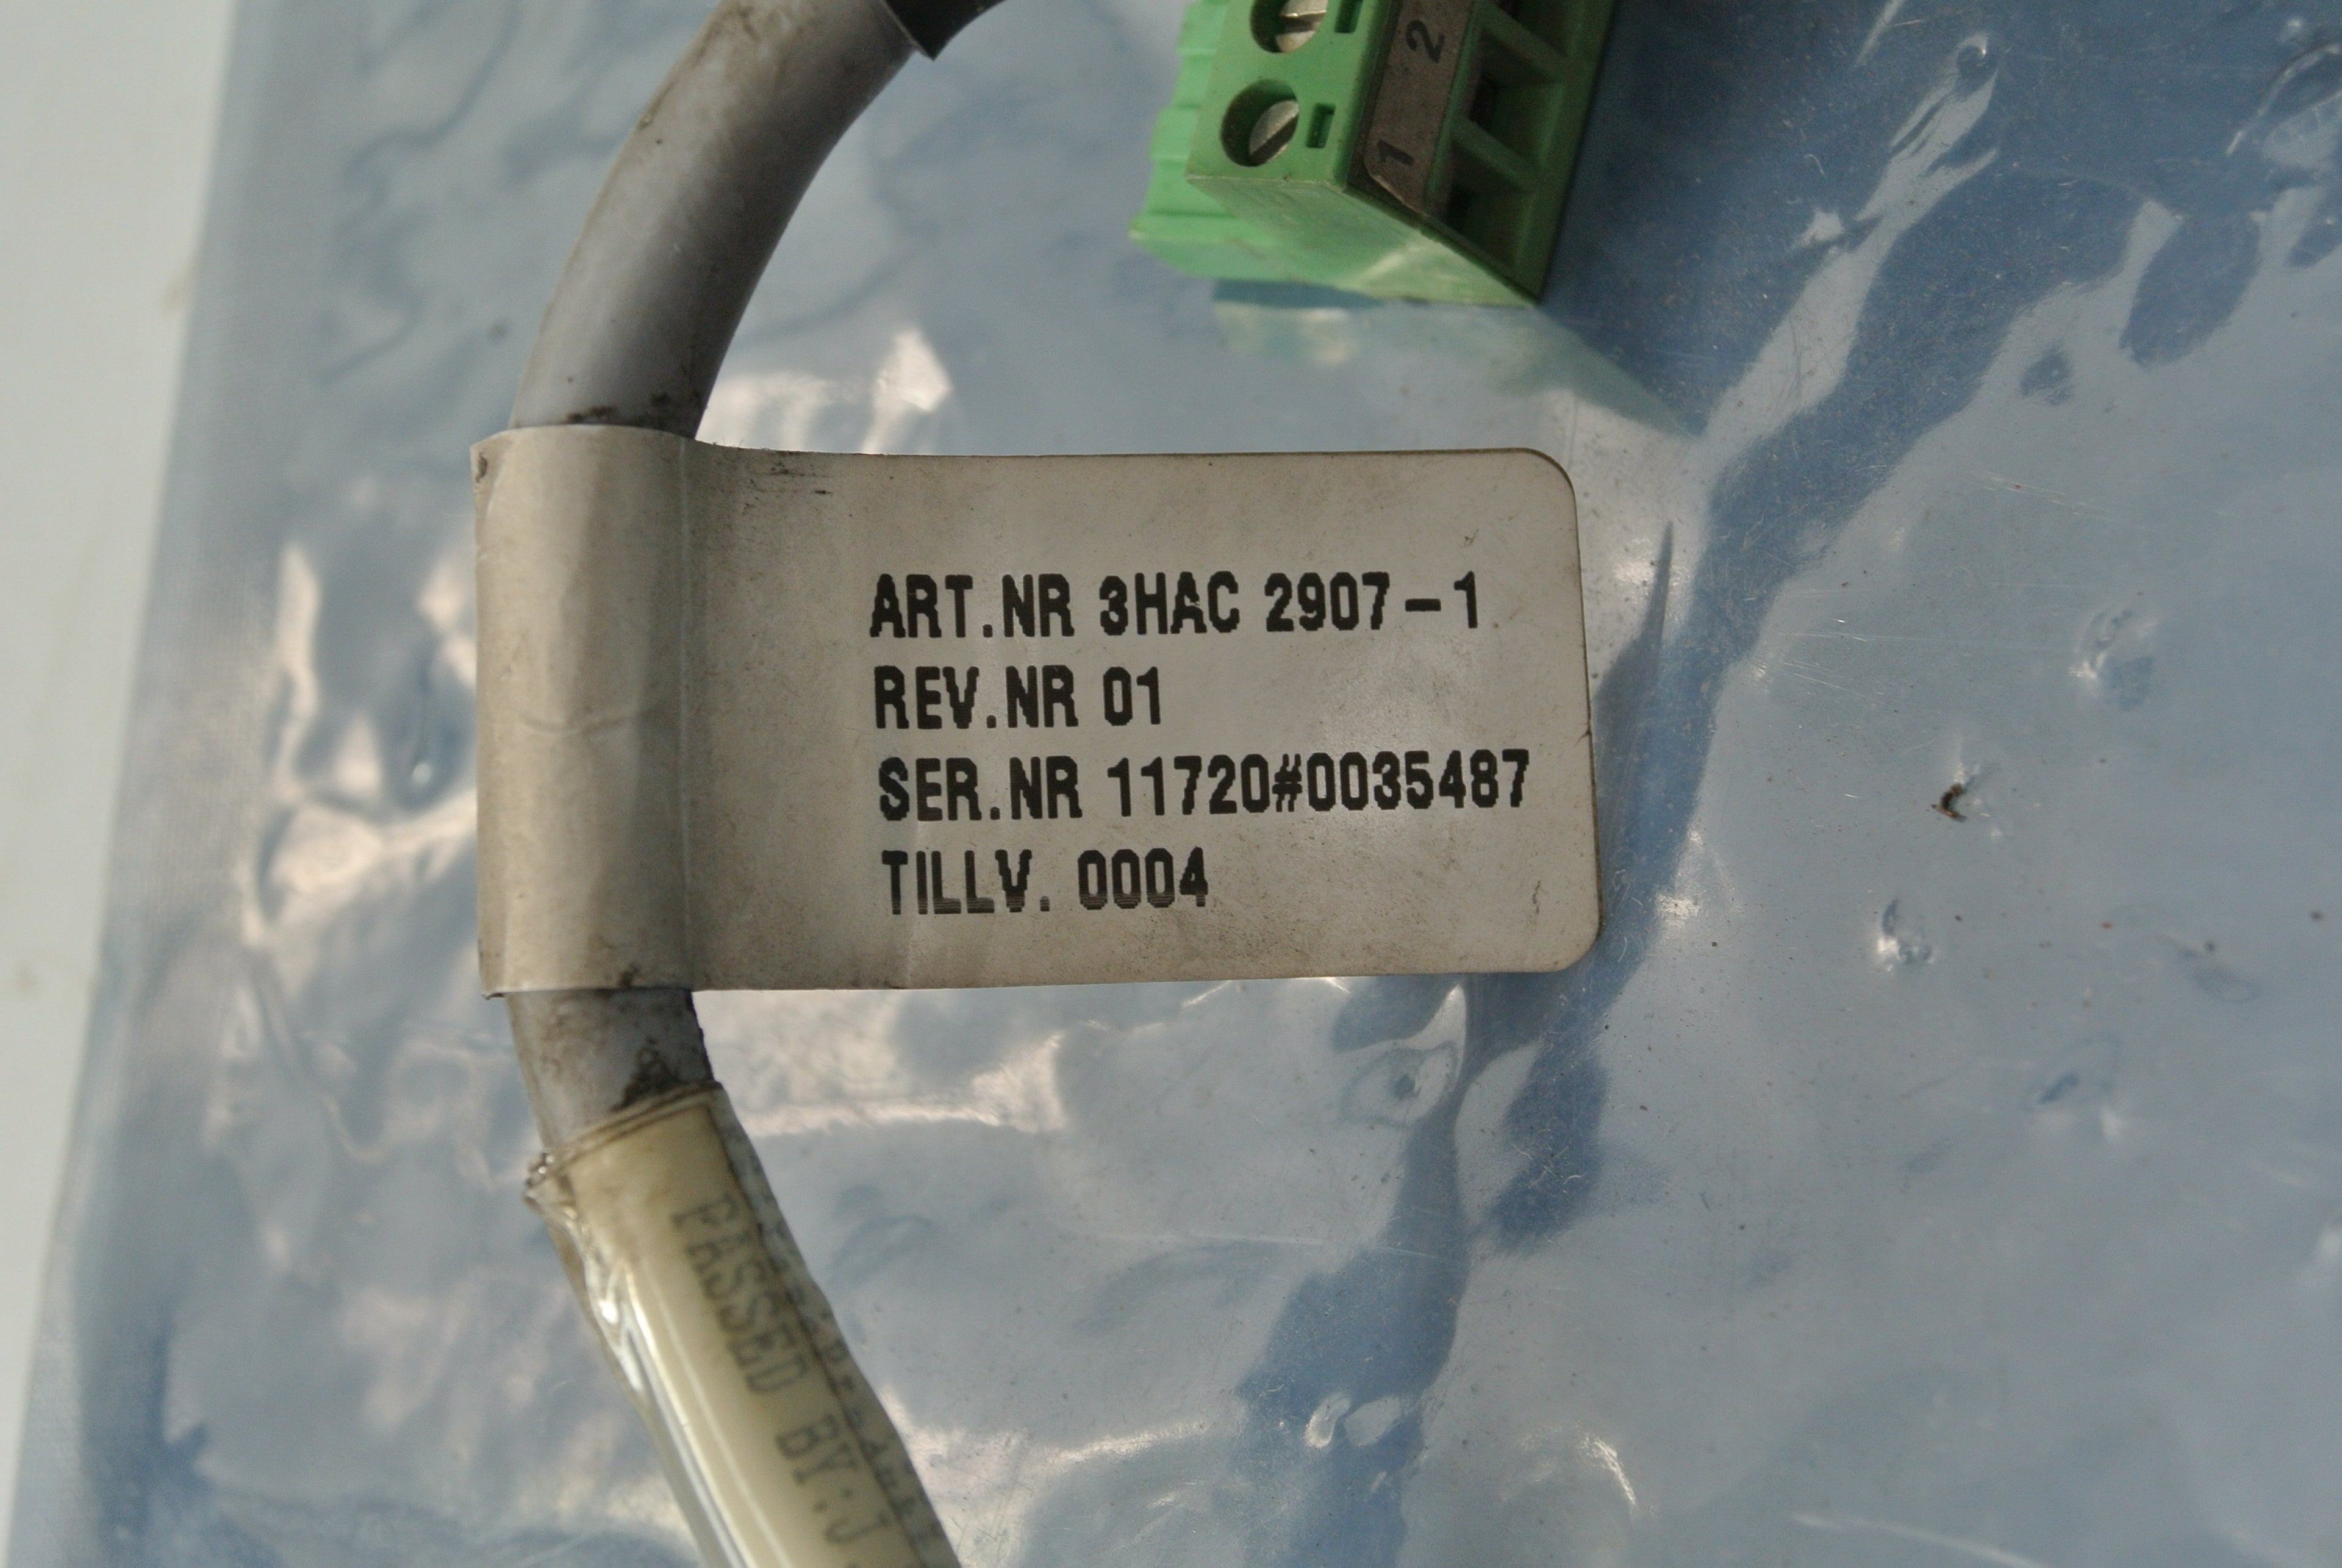 2
1
ART.NR 3HAC 2907-1
REV.NR 01
SER.NR 11720#0035487
TILLV. 0004
PASSED BY:J